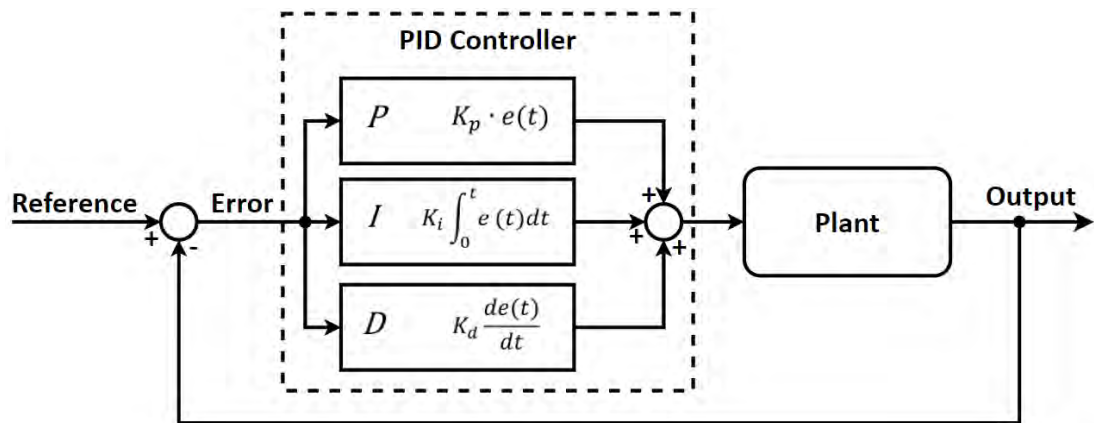 PID Controller
P K_p · e(t)
Reference
+
-
Error
I K_i ∫_0^t e(t)dt
D K_d de(t)/dt
+
+
+
Plant
Output